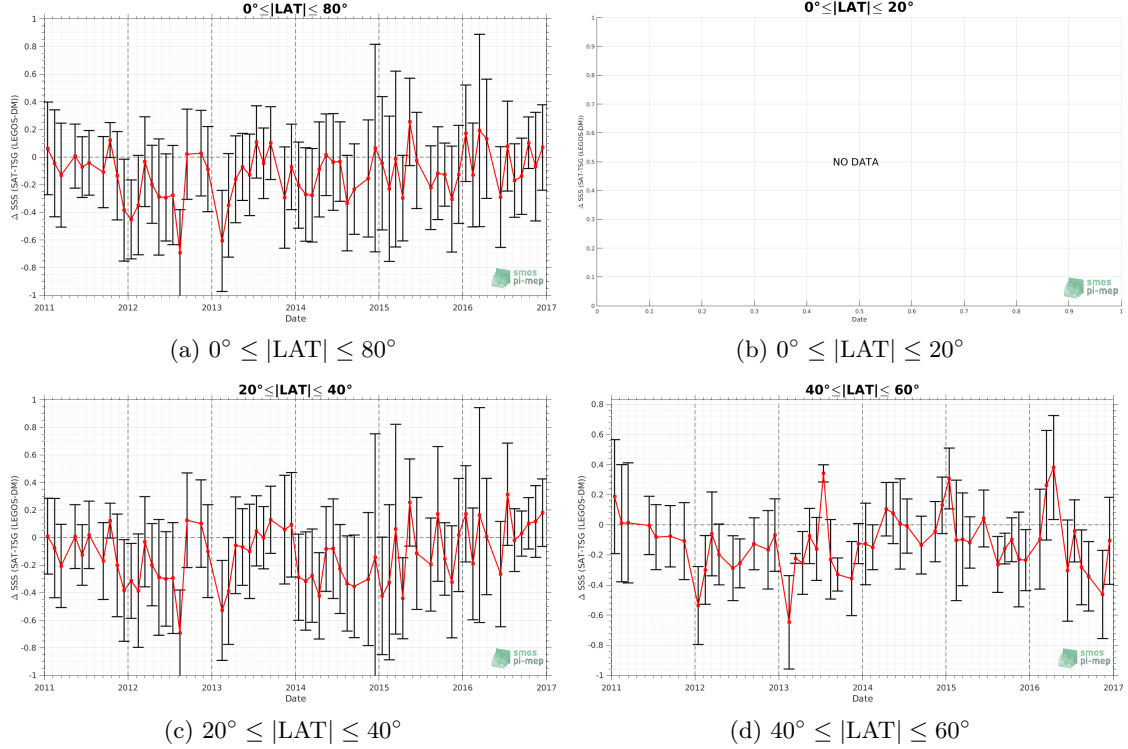 0°≤|LAT|≤ 80°
Δ SSS (SAT-TSG (LEGOS-DMI))
1
0.8
0.6
0.4
0.2
0
-0.2
-0.4
-0.6
-0.8
-1
2011 2012 2013 2014 2015 2016 2017
Date
smos
pi-mep
(a) 0° ≤ |LAT| ≤ 80°
0°≤|LAT|≤ 20°
Δ SSS (SAT-TSG (LEGOS-DMI))
1
0.9
0.8
0.7
0.6
0.5
0.4
0.3
0.2
0.1
0
NO DATA
0 0.1 0.2 0.3 0.4 0.5 0.6 0.7 0.8 0.9 1
Date
smos
pi-mep
(b) 0° ≤ |LAT| ≤ 20°
20°≤|LAT|≤ 40°
Δ SSS (SAT-TSG (LEGOS-DMI))
1
0.8
0.6
0.4
0.2
0
-0.2
-0.4
-0.6
-0.8
-1
2011 2012 2013 2014 2015 2016 2017
Date
smos
pi-mep
(c) 20° ≤ |LAT| ≤ 40°
40°≤|LAT|≤ 60°
Δ SSS (SAT-TSG (LEGOS-DMI))
0.8
0.6
0.4
0.2
0
-0.2
-0.4
-0.6
-0.8
-1
2011 2012 2013 2014 2015 2016 2017
Date
smos
pi-mep
(d) 40° ≤ |LAT| ≤ 60°